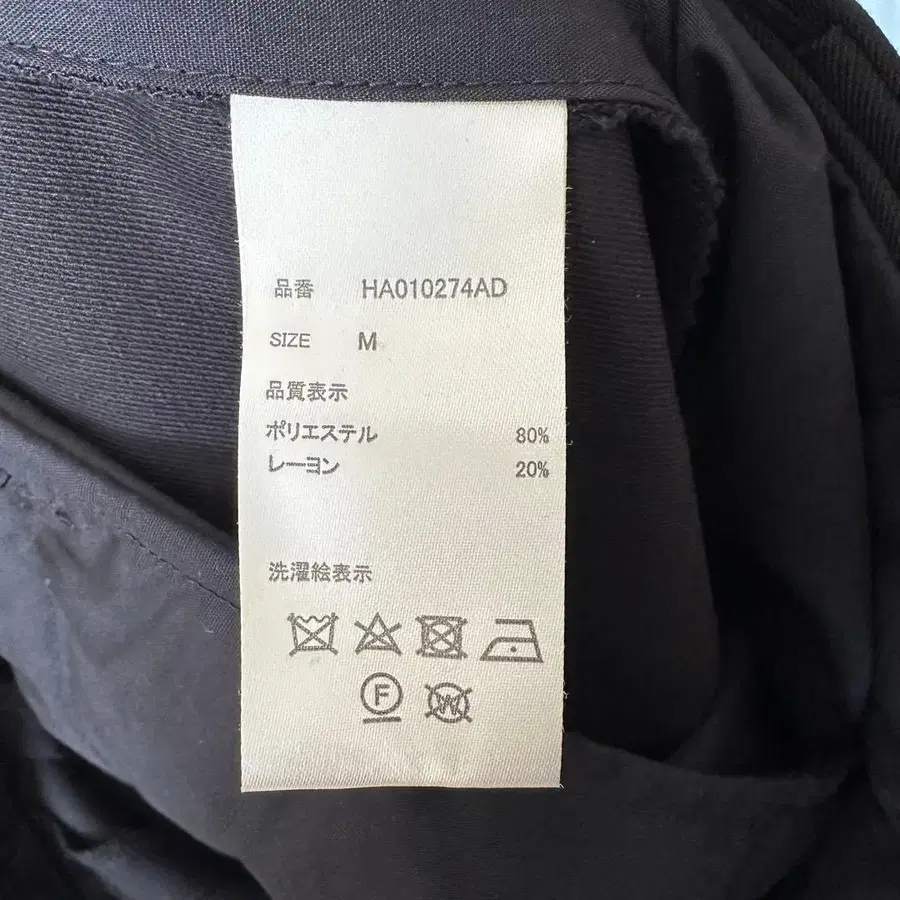 品番 HA010274AD
SIZE M
品質表示
ポリエステル 80%
レーヨン 20%
洗濯絵表示
F W